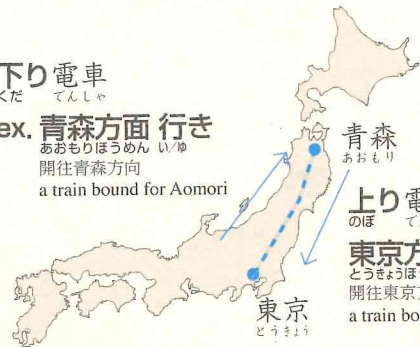 下り電車
くだ でんしゃ
ex. 青森方面 行き
あおもりほうめん い/ゆ
開往青森方向
a train bound for Aomori
青森
あおもり
上り電
のぼ
東京方
とうきょうほ
開往東京
a train bo
東京
とうきょう